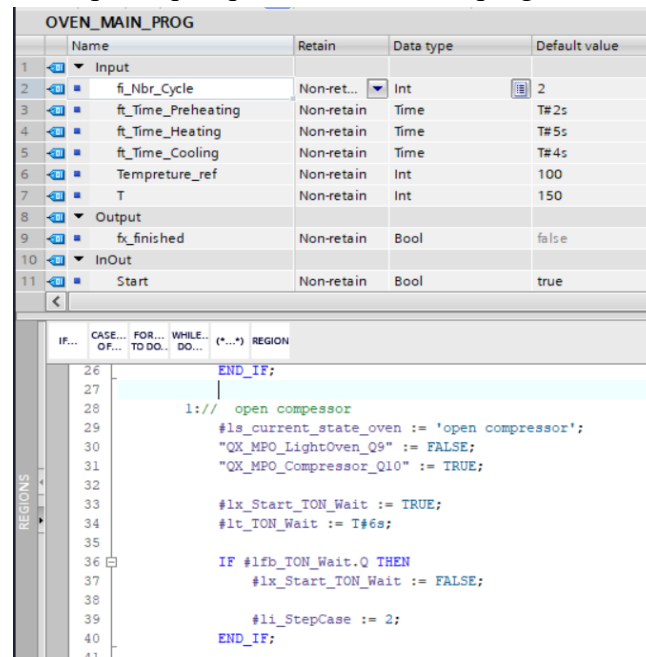 OVEN_MAIN_PROG
Name Retain Data type Default value
1 Input
2 fi_Nbr_Cycle Non-ret... Int 2
3 ft_Time_Preheating Non-retain Time T#2s
4 ft_Time_Heating Non-retain Time T#5s
5 ft_Time_Cooling Non-retain Time T#4s
6 Tempreture_ref Non-retain Int 100
7 T Non-retain Int 150
8 Output
9 fx_finished Non-retain Bool false
10 InOut
11 Start Non-retain Bool true
IF... CASE... OF... FOR... TO DO.. WHILE.. DO... (*...*) REGION
REGIONS
26 END_IF;
27
28 1:// open compessor
29 #ls_current_state_oven := 'open compressor';
30 "QX_MPO_LightOven_Q9" := FALSE;
31 "QX_MPO_Compressor_Q10" := TRUE;
32
33 #lx_Start_TON_Wait := TRUE;
34 #lt_TON_Wait := T#6s;
35
36 IF #lfb_TON_Wait.Q THEN
37 #lx_Start_TON_Wait := FALSE;
38
39 #li_StepCase := 2;
40 END_IF;
41